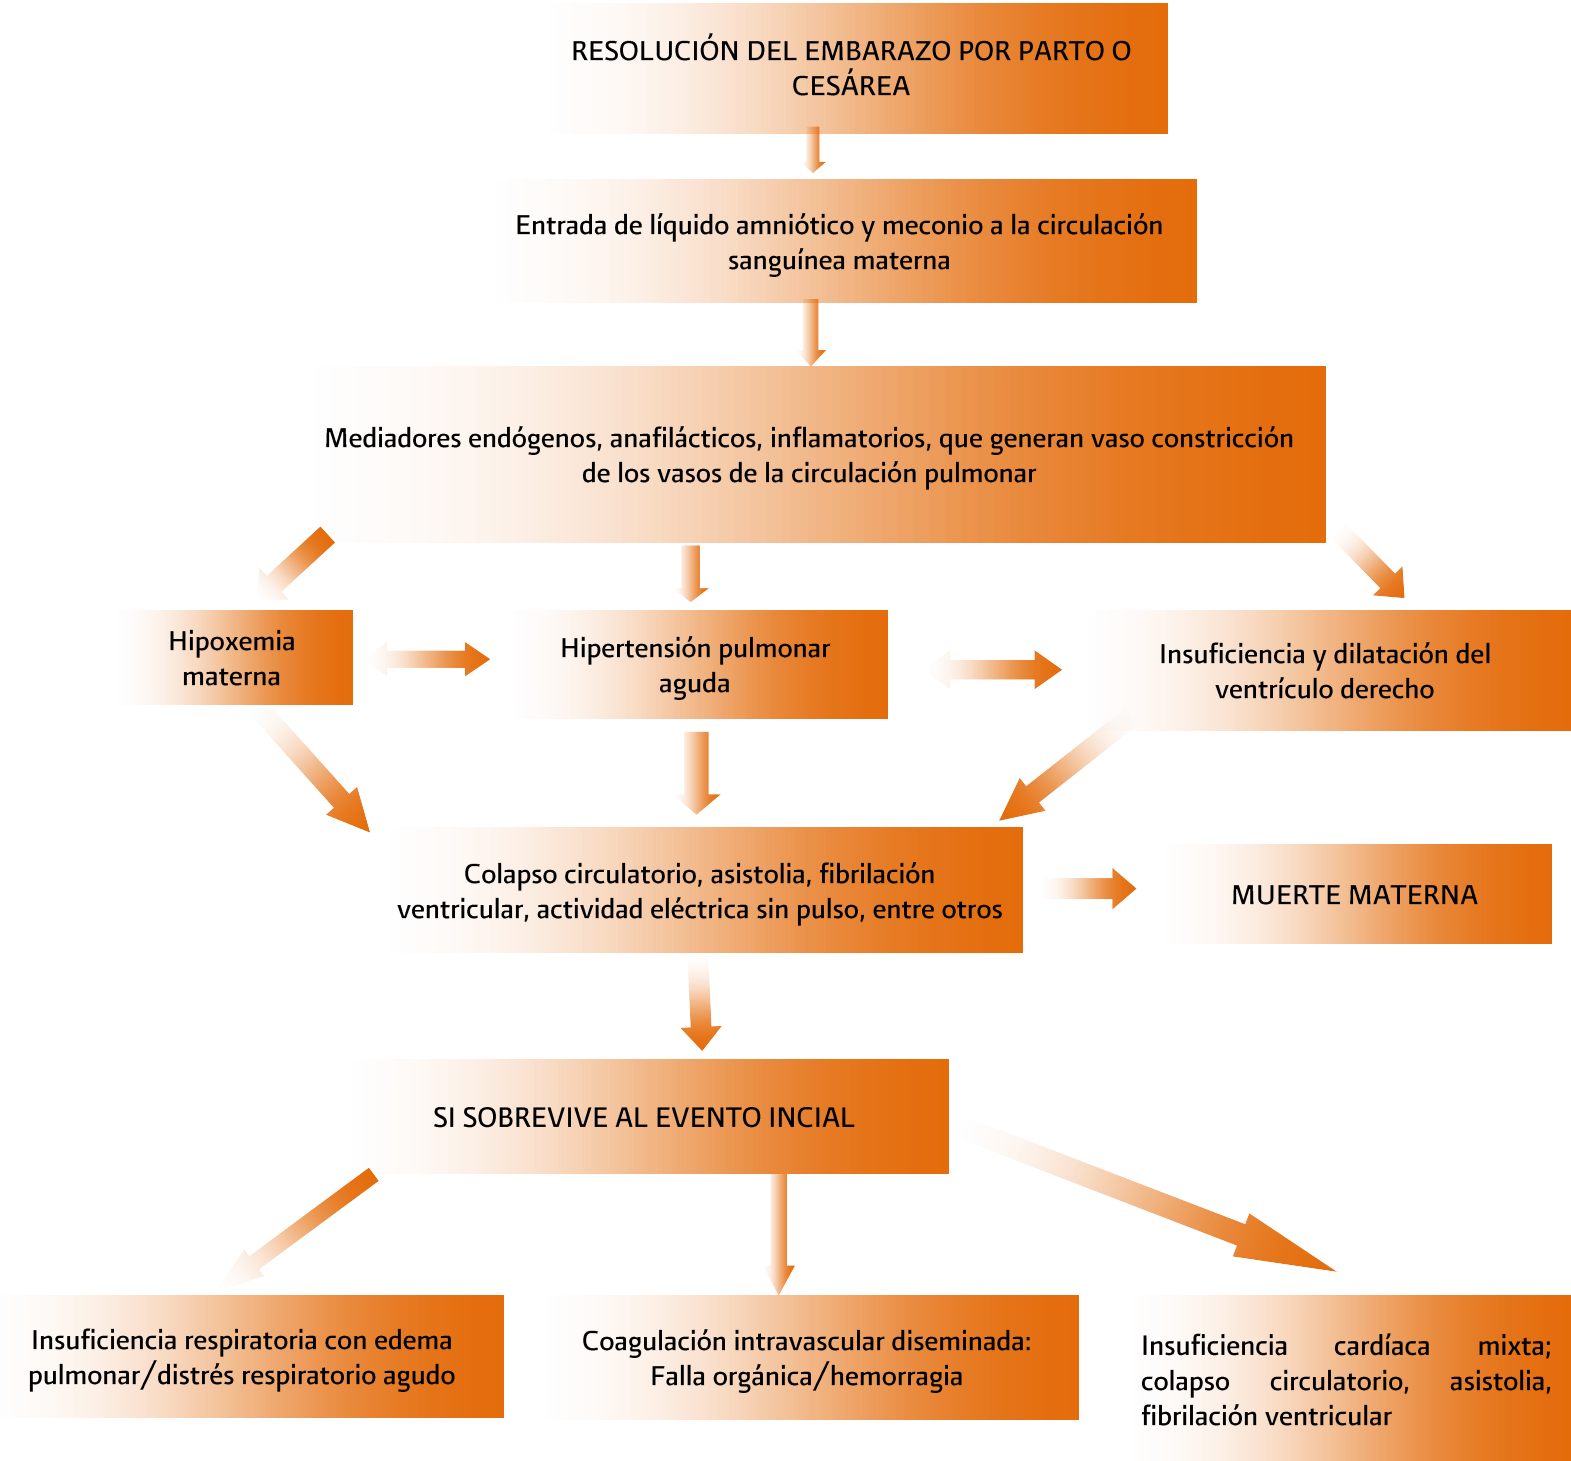 RESOLUCIÓN DEL EMBARAZO POR PARTO O
CESÁREA
Entrada de líquido amniótico y meconio a la circulación
sanguínea materna
Mediadores endógenos, anafilácticos, inflamatorios, que generan vaso constricción
de los vasos de la circulación pulmonar
Hipoxemia
materna
Hipertensión pulmonar
aguda
Insuficiencia y dilatación del
ventrículo derecho
Colapso circulatorio, asistolia, fibrilación
ventricular, actividad eléctrica sin pulso, entre otros
MUERTE MATERNA
SI SOBREVIVE AL EVENTO INCIAL
Insuficiencia respiratoria con edema
pulmonar/distrés respiratorio agudo
Coagulación intravascular diseminada:
Falla orgánica/hemorragia
Insuficiencia cardíaca mixta;
colapso circulatorio, asistolia,
fibrilación ventricular